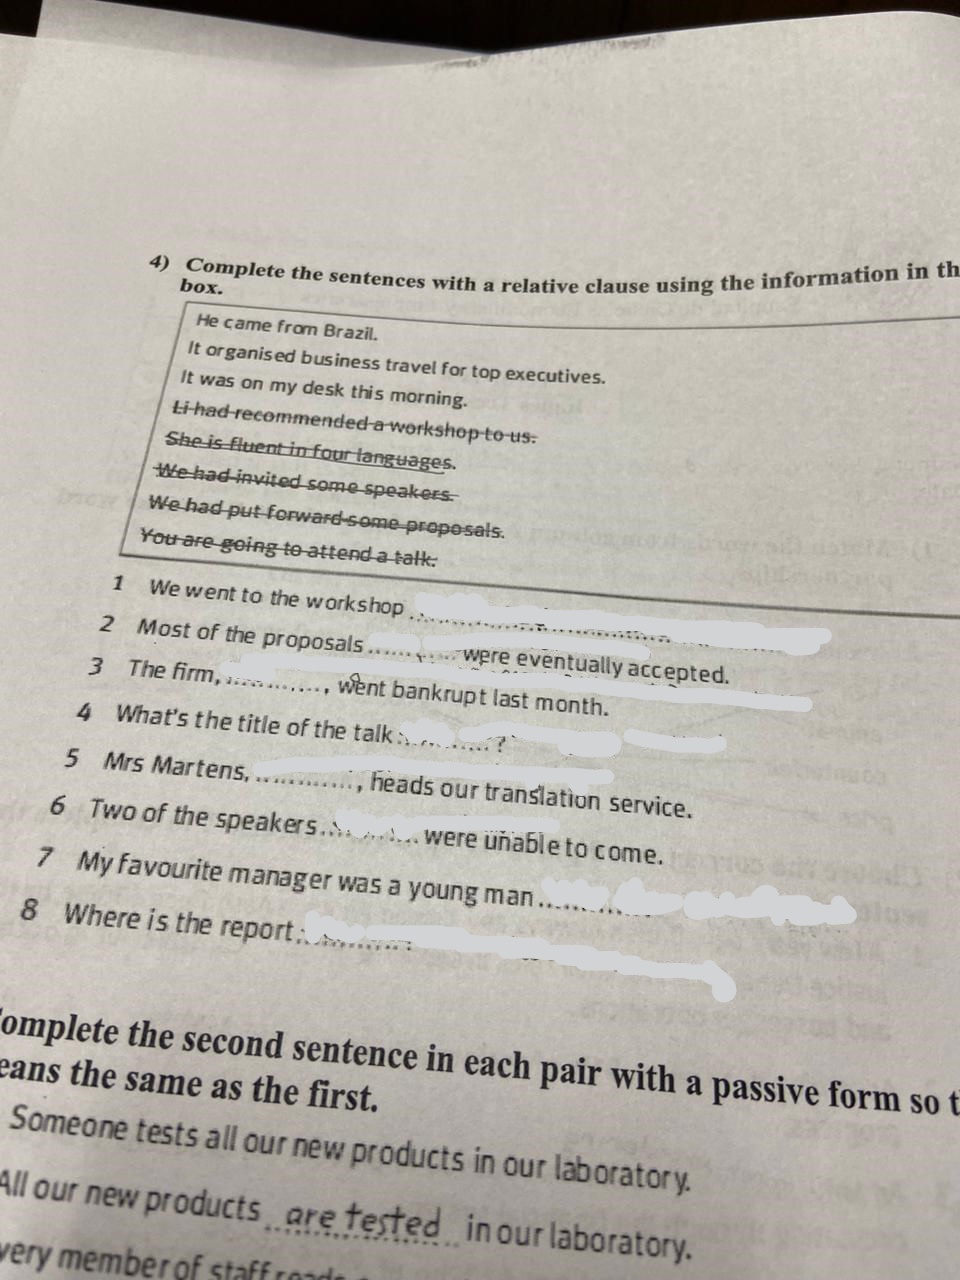 4) Complete the sentences with a relative clause using the information in th
box.
He came from Brazil.
It organised business travel for top executives.
It was on my desk this morning.
Li had recommended a workshop to us.
She is fluent in four languages.
We had invited some speakers.
We had put forward some proposals.
You are going to attend a talk.
1 We went to the workshop ............
2 Most of the proposals ............ were eventually accepted.
3 The firm, ............, went bankrupt last month.
4 What's the title of the talk ............?
5 Mrs Martens, ............, heads our translation service.
6 Two of the speakers ............ were unable to come.
7 My favourite manager was a young man ............
8 Where is the report ............
omplete the second sentence in each pair with a passive form so t
eans the same as the first.
Someone tests all our new products in our laboratory.
All our new products are tested in our laboratory.
very member of staff reads